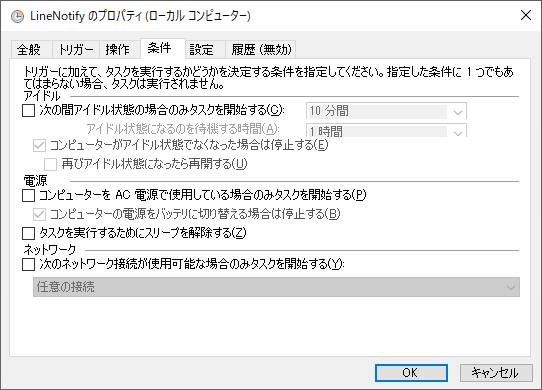 LineNotify のプロパティ (ローカル コンピューター)
全般 トリガー 操作 条件 設定 履歴 (無効)
トリガーに加えて、タスクを実行するかどうかを決定する条件を指定してください。指定した条件に 1 つでもあ
てはまらない場合、タスクは実行されません。
アイドル
次の間アイドル状態の場合のみタスクを開始する(C): 10 分間
アイドル状態になるのを待機する時間(A): 1 時間
コンピューターがアイドル状態でなくなった場合は停止する(E)
再びアイドル状態になったら再開する(U)
電源
コンピューターを AC 電源で使用している場合のみタスクを開始する(P)
コンピューターの電源をバッテリに切り替える場合は停止する(B)
タスクを実行するためにスリープを解除する(Z)
ネットワーク
次のネットワーク接続が使用可能な場合のみタスクを開始する(Y):
任意の接続
OK キャンセル